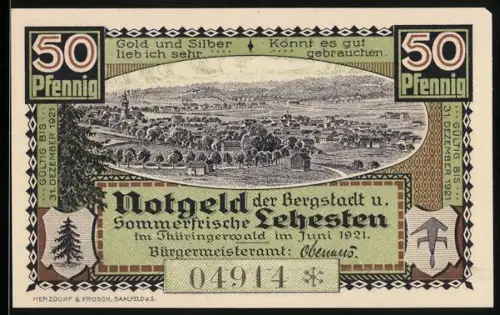 50 Pfennig
Gold und Silber ✦ Könnt es gut
lieb ich sehr gebrauchen.
50 Pfennig
GÜLTIG BIS
31. DEZEMBER 1921
GÜLTIG BIS
31. DEZEMBER 1921
Notgeld der Bergstadt u.
Sommerfrische Lehesten
im Thüringerwald im Juni 1921.
Bürgermeisteramt:
04914 *
HERZDORF & FROSCH, SAALFELD a.S.